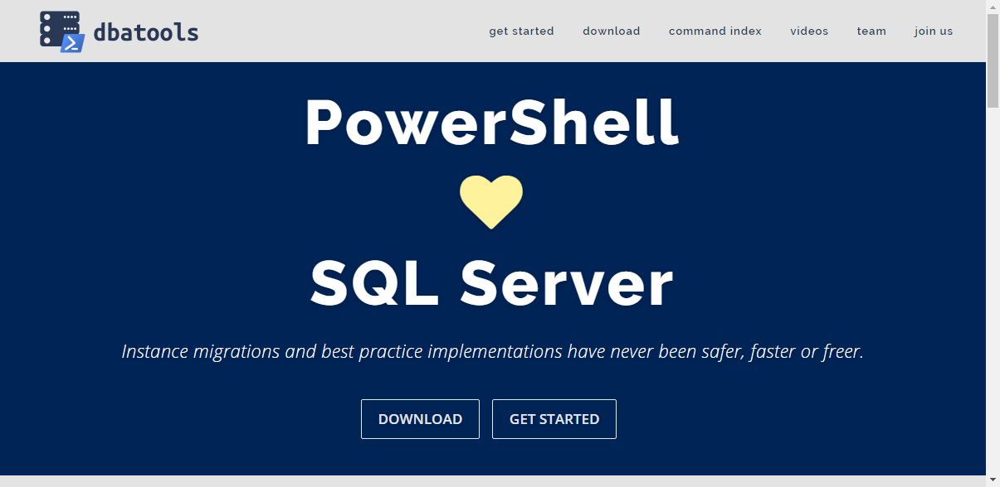 dbatools
get started download command index videos team join us
PowerShell
SQL Server
Instance migrations and best practice implementations have never been safer, faster or freer.
DOWNLOAD GET STARTED